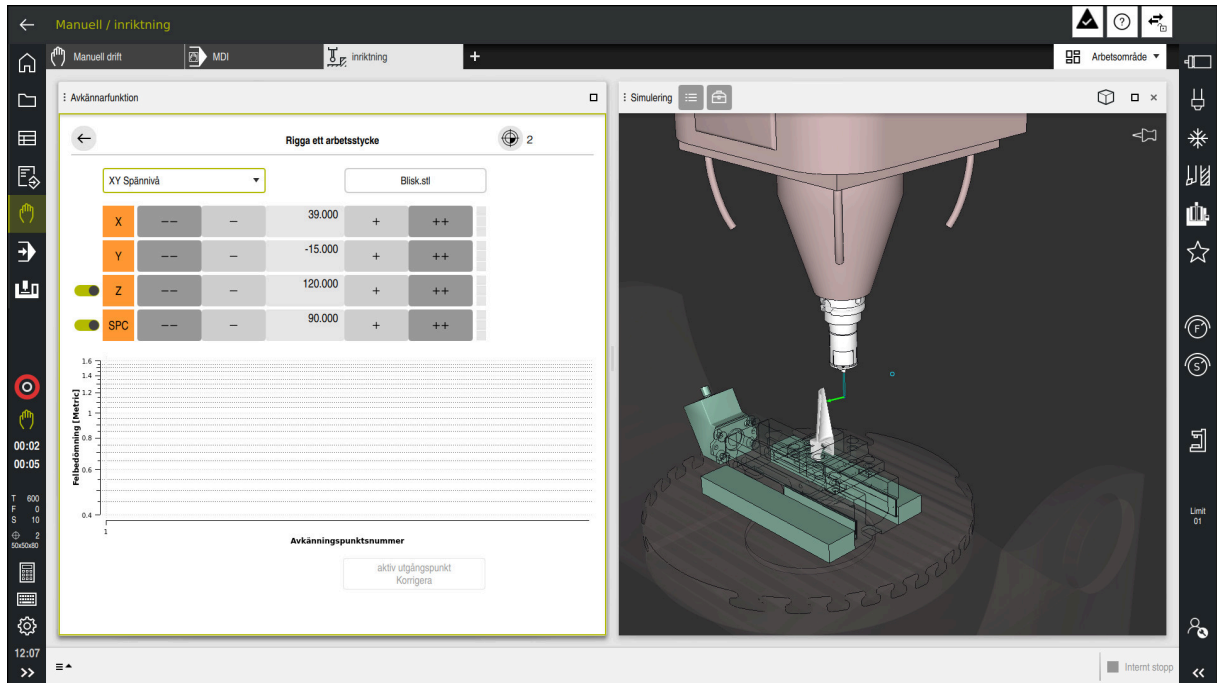 Manuell / inriktning
Manuell drift
MDI
inriktning
+
Arbetsområde
Avkännarfunktion
Rigga ett arbetsstycke
2
XY Spännivå
Blisk.stl
X -- - 39.000 + ++
Y -- - -15.000 + ++
Z -- - 120.000 + ++
SPC -- - 90.000 + ++
Felbedömning [Metric]
1.6
1.4
1.2
1
0.8
0.6
0.4
1
Avkänningspunktsnummer
aktiv utgångspunkt
Korrigera
Simulering
00:02
00:05
T 600
F 0
S 10
2
50x50x80
12:07
F
S
Limit
01
Internt stopp